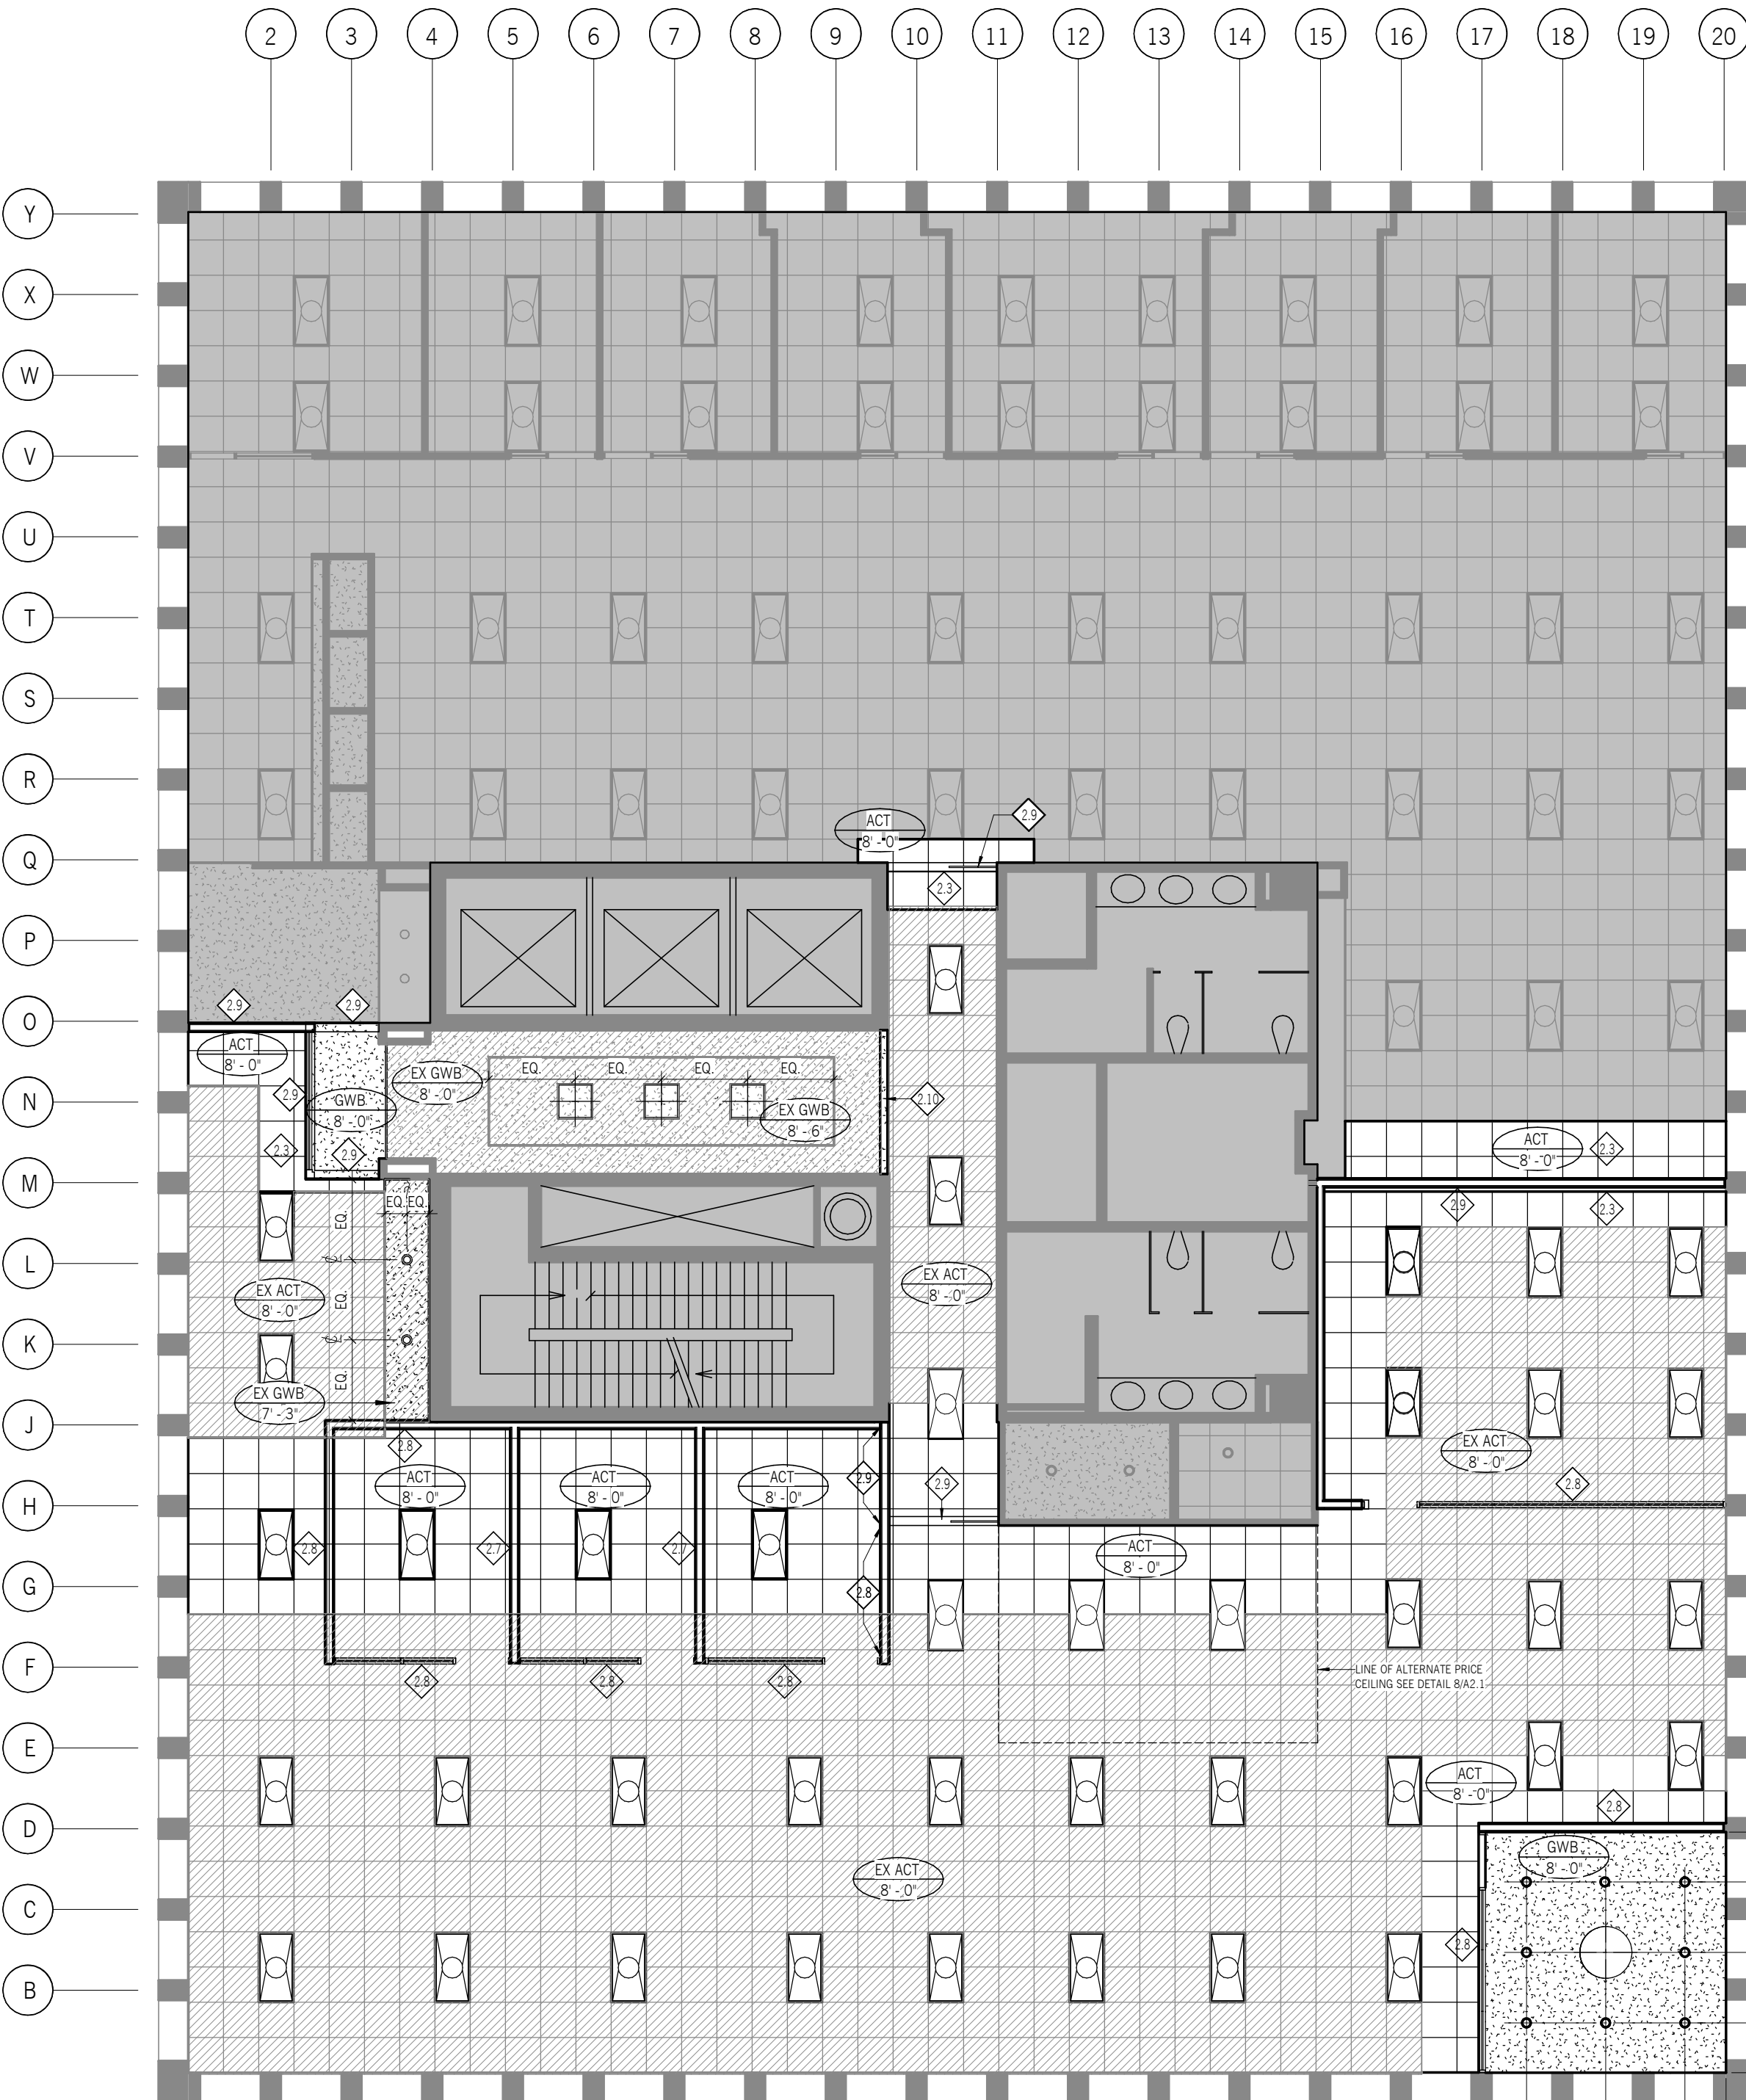 2 3 4 5 6 7 8 9 10 11 12 13 14 15 16 17 18 19 20
Y
X
W
V
U
T
S
R
ACT
8' - 0"
2.9
Q
2.3
P
2.9 2.9
O
ACT
8' - 0"
EX GWB
8' - 0"
EQ. EQ. EQ. EQ.
2.9
GWB
8' - 0"
EX GWB
8' - 6"
2.10
N
2.3
2.9
ACT
8' - 0"
2.3
M
EQ. EQ.
2.9
2.3
EQ.
L
EX ACT
8' - 0"
EQ.
EX ACT
8' - 0"
K
EQ.
EX GWB
7' - 3"
J
2.8
EX ACT
8' - 0"
ACT
8' - 0"
ACT
8' - 0"
ACT
8' - 0"
2.9
2.9
2.8
H
2.8
2.7
2.7
ACT
8' - 0"
G
2.8
F
2.8
2.8
2.8
LINE OF ALTERNATE PRICE
CEILING SEE DETAIL 8/A2.1
E
ACT
8' - 0"
2.8
D
GWB
8' - 0"
EX ACT
8' - 0"
C
2.8
B